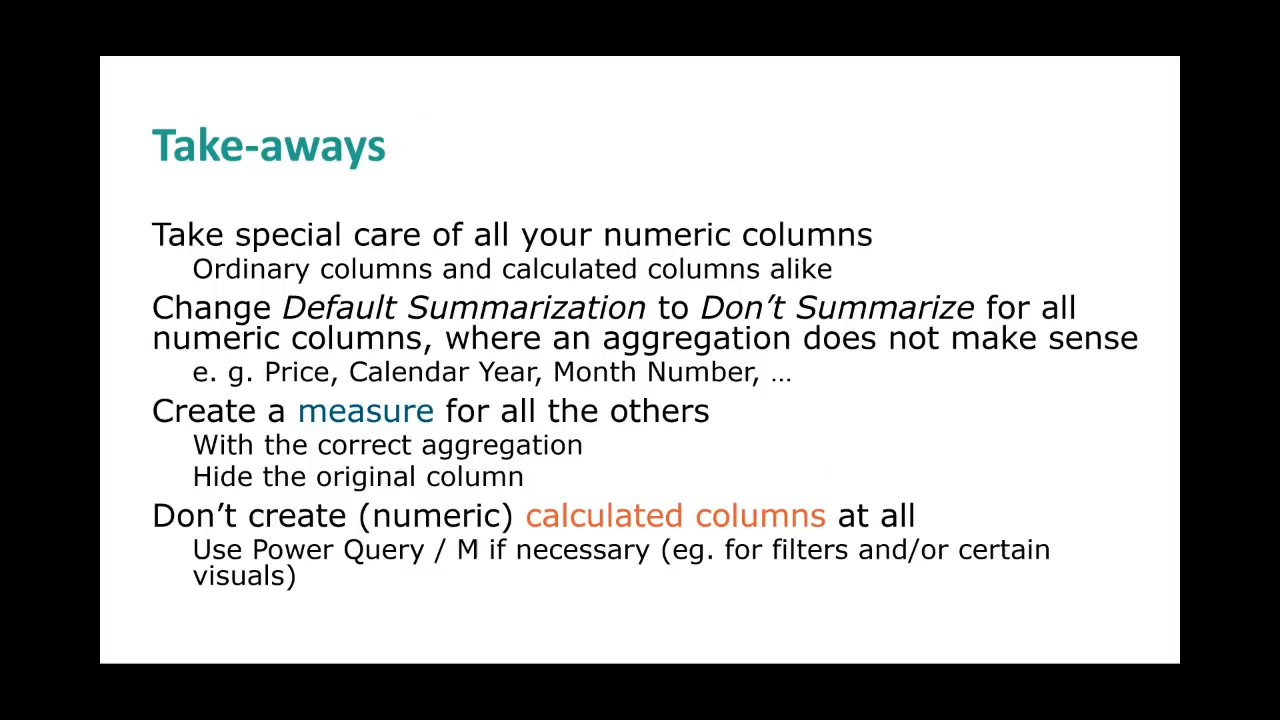 Take-aways
Take special care of all your numeric columns
Ordinary columns and calculated columns alike
Change Default Summarization to Don’t Summarize for all
numeric columns, where an aggregation does not make sense
e. g. Price, Calendar Year, Month Number, …
Create a measure for all the others
With the correct aggregation
Hide the original column
Don’t create (numeric) calculated columns at all
Use Power Query / M if necessary (eg. for filters and/or certain
visuals)